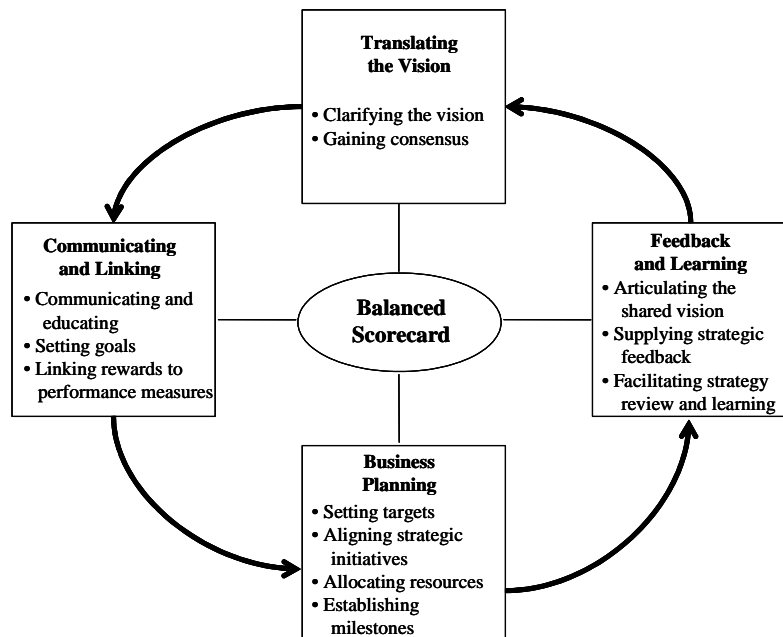 Translating
the Vision
• Clarifying the vision
• Gaining consensus
Communicating
and Linking
• Communicating and
educating
• Setting goals
• Linking rewards to
performance measures
Balanced
Scorecard
Feedback
and Learning
• Articulating the
shared vision
• Supplying strategic
feedback
• Facilitating strategy
review and learning
Business
Planning
• Setting targets
• Aligning strategic
initiatives
• Allocating resources
• Establishing
milestones